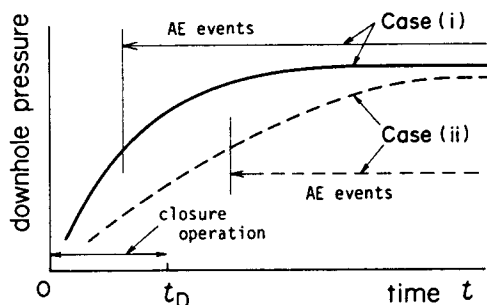 AE events
Case (i)
downhole pressure
Case (ii)
AE events
closure
operation
0
t_D
time t